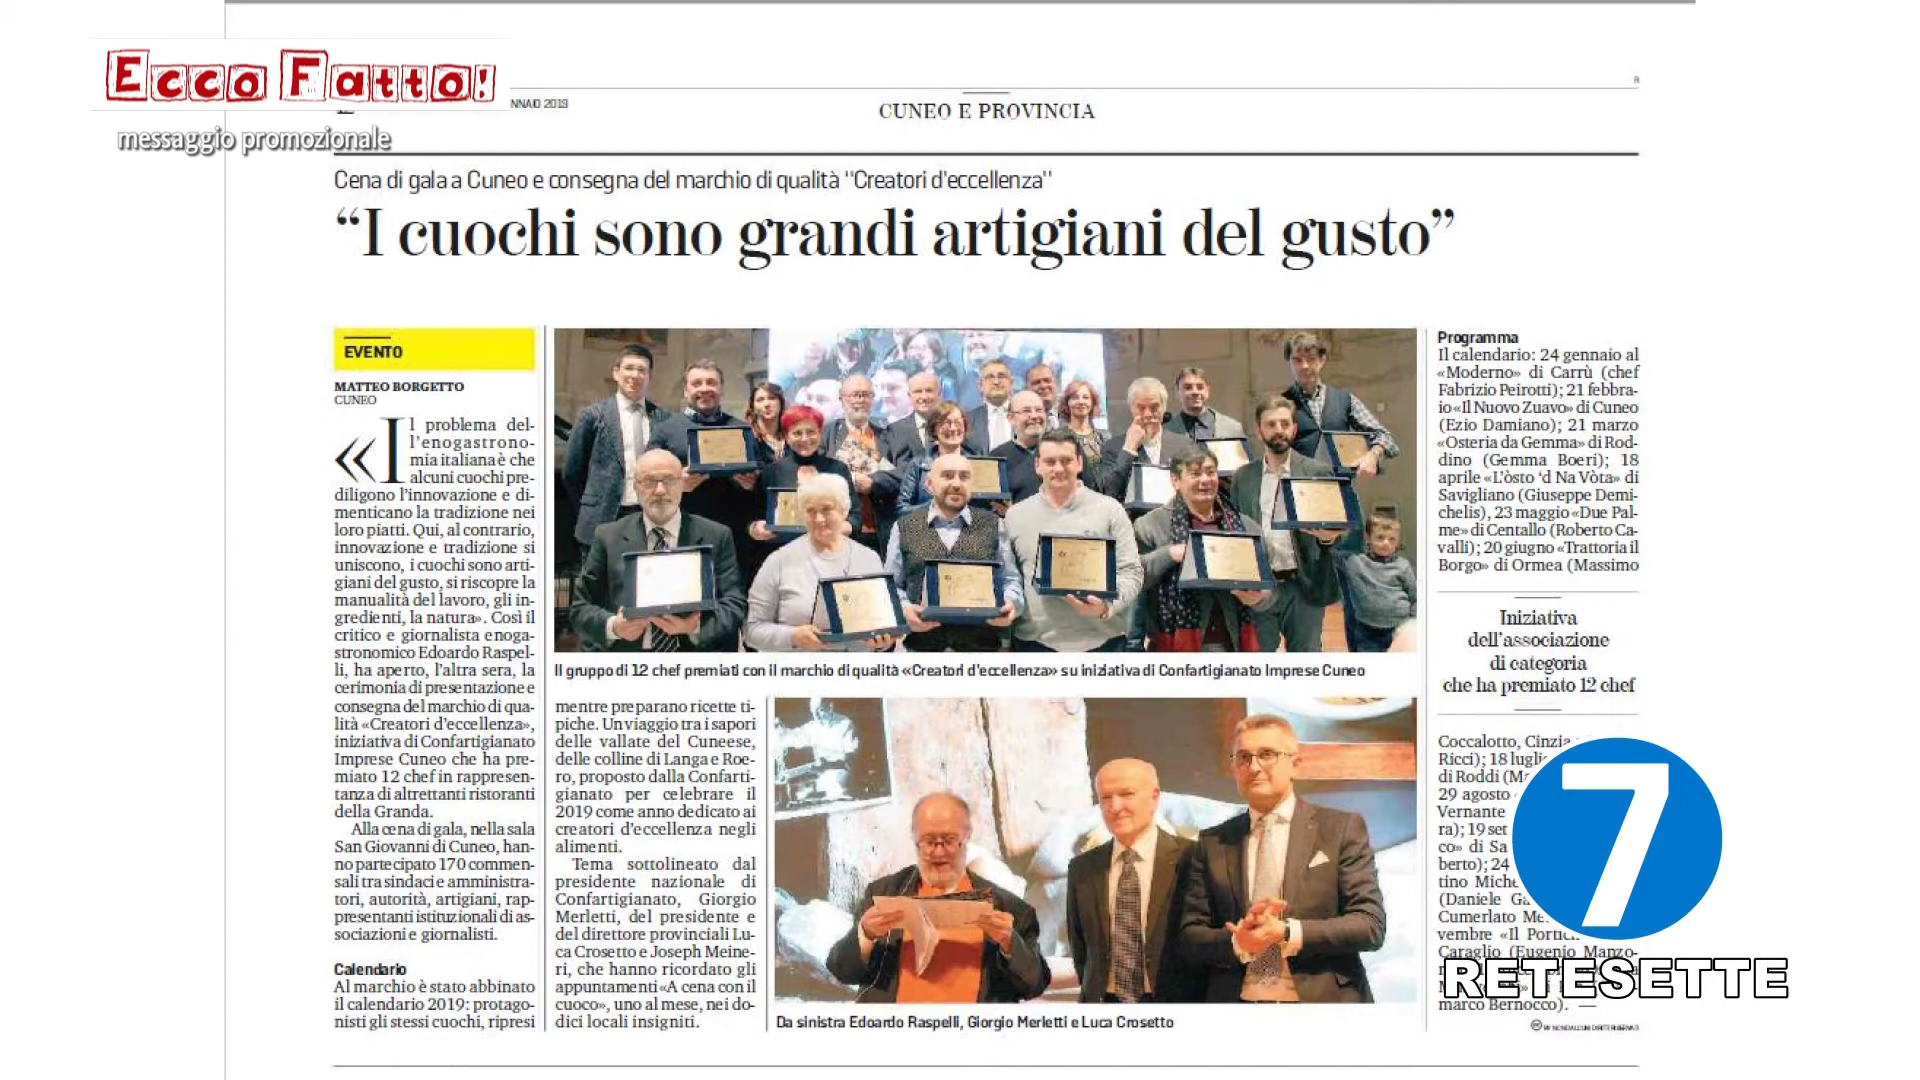 Ecco Fatto!
messaggio promozionale
NNAIO 2019
CUNEO E PROVINCIA
Cena di gala a Cuneo e consegna del marchio di qualità "Creatori d'eccellenza"
“I cuochi sono grandi artigiani del gusto”
EVENTO
MATTEO BORGETTO
CUNEO
«Il problema del-
l'enogastrono-
mia italiana è che
alcuni cuochi pre-
diligono l'innovazione e di-
menticano la tradizione nei
loro piatti. Qui, al contrario,
innovazione e tradizione si
uniscono, i cuochi sono arti-
giani del gusto, si riscopre la
manualità del lavoro, gli in-
gredienti, la natura». Così il
critico e giornalista enoga-
stronomico Edoardo Raspel-
li, ha aperto, l'altra sera, la
cerimonia di presentazione e
consegna del marchio di qua-
lità «Creatori d'eccellenza»,
iniziativa di Confartigianato
Imprese Cuneo che ha pre-
miato 12 chef in rappresen-
tanza di altrettanti ristoranti
della Granda.
Alla cena di gala, nella sala
San Giovanni di Cuneo, han-
no partecipato 170 commen-
sali tra sindaci e amministra-
tori, autorità, artigiani, rap-
presentanti istituzionali di as-
sociazioni e giornalisti.
Calendario
Al marchio è stato abbinato
il calendario 2019: protago-
nisti gli stessi cuochi, ripresi
Il gruppo di 12 chef premiati con il marchio di qualità «Creatori d'eccellenza» su iniziativa di Confartigianato Imprese Cuneo
mentre preparano ricette ti-
piche. Un viaggio tra i sapori
delle vallate del Cuneese,
delle colline di Langa e Roe-
ro, proposto dalla Confarti-
gianato per celebrare il
2019 come anno dedicato ai
creatori d'eccellenza negli
alimenti.
Tema sottolineato dal
presidente nazionale di
Confartigianato, Giorgio
Merletti, del presidente e
del direttore provinciali Lu-
ca Crosetto e Joseph Meine-
ri, che hanno ricordato gli
appuntamenti «A cena con il
cuoco», uno al mese, nei do-
dici locali insigniti.
Da sinistra Edoardo Raspelli, Giorgio Merletti e Luca Crosetto
Programma
Il calendario: 24 gennaio al
«Moderno» di Carrù (chef
Fabrizio Peirotti); 21 febbra-
io «Il Nuovo Zuavo» di Cuneo
(Ezio Damiano); 21 marzo
«Osteria da Gemma» di Rod-
dino (Gemma Boeri); 18
aprile «L'òsto 'd Na Vòta» di
Savigliano (Giuseppe Demi-
chelis), 23 maggio «Due Pal-
me» di Centallo (Roberto Ca-
valli); 20 giugno «Trattoria il
Borgo» di Ormea (Massimo
Iniziativa
dell'associazione
di categoria
che ha premiato 12 chef
Coccalotto, Cinzia
Ricci); 18 lugli
di Roddi (Ma
29 agosto
Vernante
ra); 19 set
co» di Sa
berto); 24
tino Miche
(Daniele Ga
Cumerlato Me
vembre «Il Portic
Caraglio (Eugenio Manzo-
marco Bernocco).
7
RETESETTE